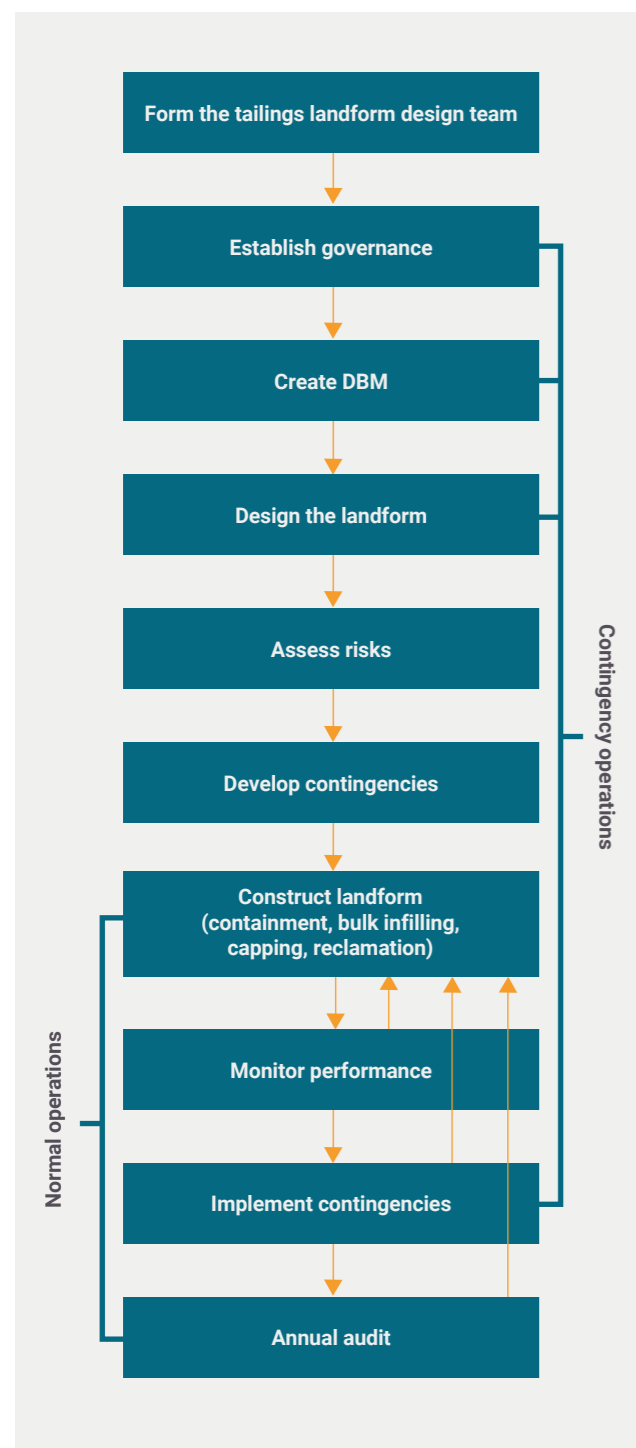 Form the tailings landform design team
Establish governance
Create DBM
Design the landform
Assess risks
Develop contingencies
Contingency operations
Construct landform
(containment, bulk infilling,
capping, reclamation)
Monitor performance
Normal operations
Implement contingencies
Annual audit